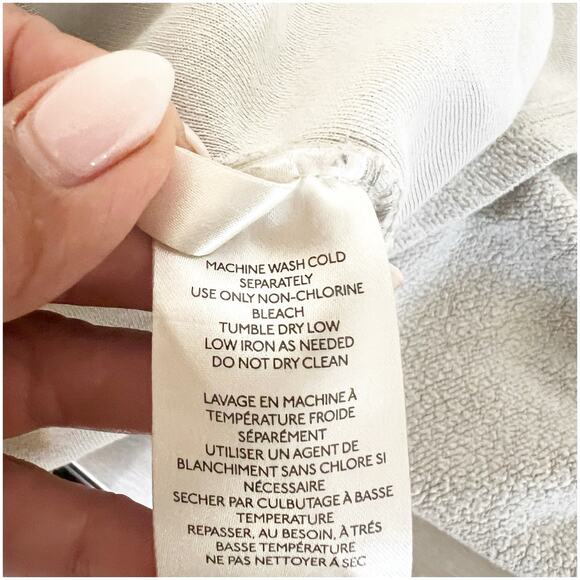 MACHINE WASH COLD
SEPARATELY
USE ONLY NON-CHLORINE
BLEACH
TUMBLE DRY LOW
LOW IRON AS NEEDED
DO NOT DRY CLEAN
LAVAGE EN MACHINE À
TEMPÉRATURE FROIDE
SÉPARÉMENT
UTILISER UN AGENT DE
BLANCHIMENT SANS CHLORE SI
NÉCESSAIRE
SECHER PAR CULBUTAGE À BASSE
TEMPERATURE
REPASSER, AU BESOIN, À TRÉS
BASSE TEMPÉRATURE
NE PAS NETTOYER Á SEC